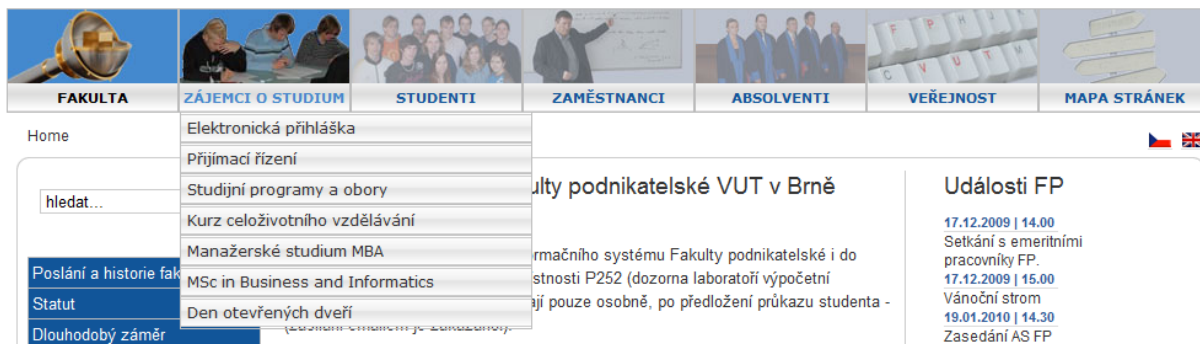 FAKULTA
ZÁJEMCI O STUDIUM
STUDENTI
ZAMĚSTNANCI
ABSOLVENTI
VEŘEJNOST
MAPA STRÁNEK
Home
Elektronická přihláška
Přijímací řízení
Studijní programy a obory
Kurz celoživotního vzdělávání
Manažerské studium MBA
MSc in Business and Informatics
Den otevřených dveří
hledat...
Poslání a historie fak
Statut
Dlouhodobý záměr
ulty podnikatelské VUT v Brně
rmačního systému Fakulty podnikatelské i do
stnosti P252 (dozorna laboratoří výpočetní
ají pouze osobně, po předložení průkazu studenta -
Události FP
17.12.2009 | 14.00
Setkání s emeritními
pracovníky FP.
17.12.2009 | 15.00
Vánoční strom
19.01.2010 | 14.30
Zasedání AS FP